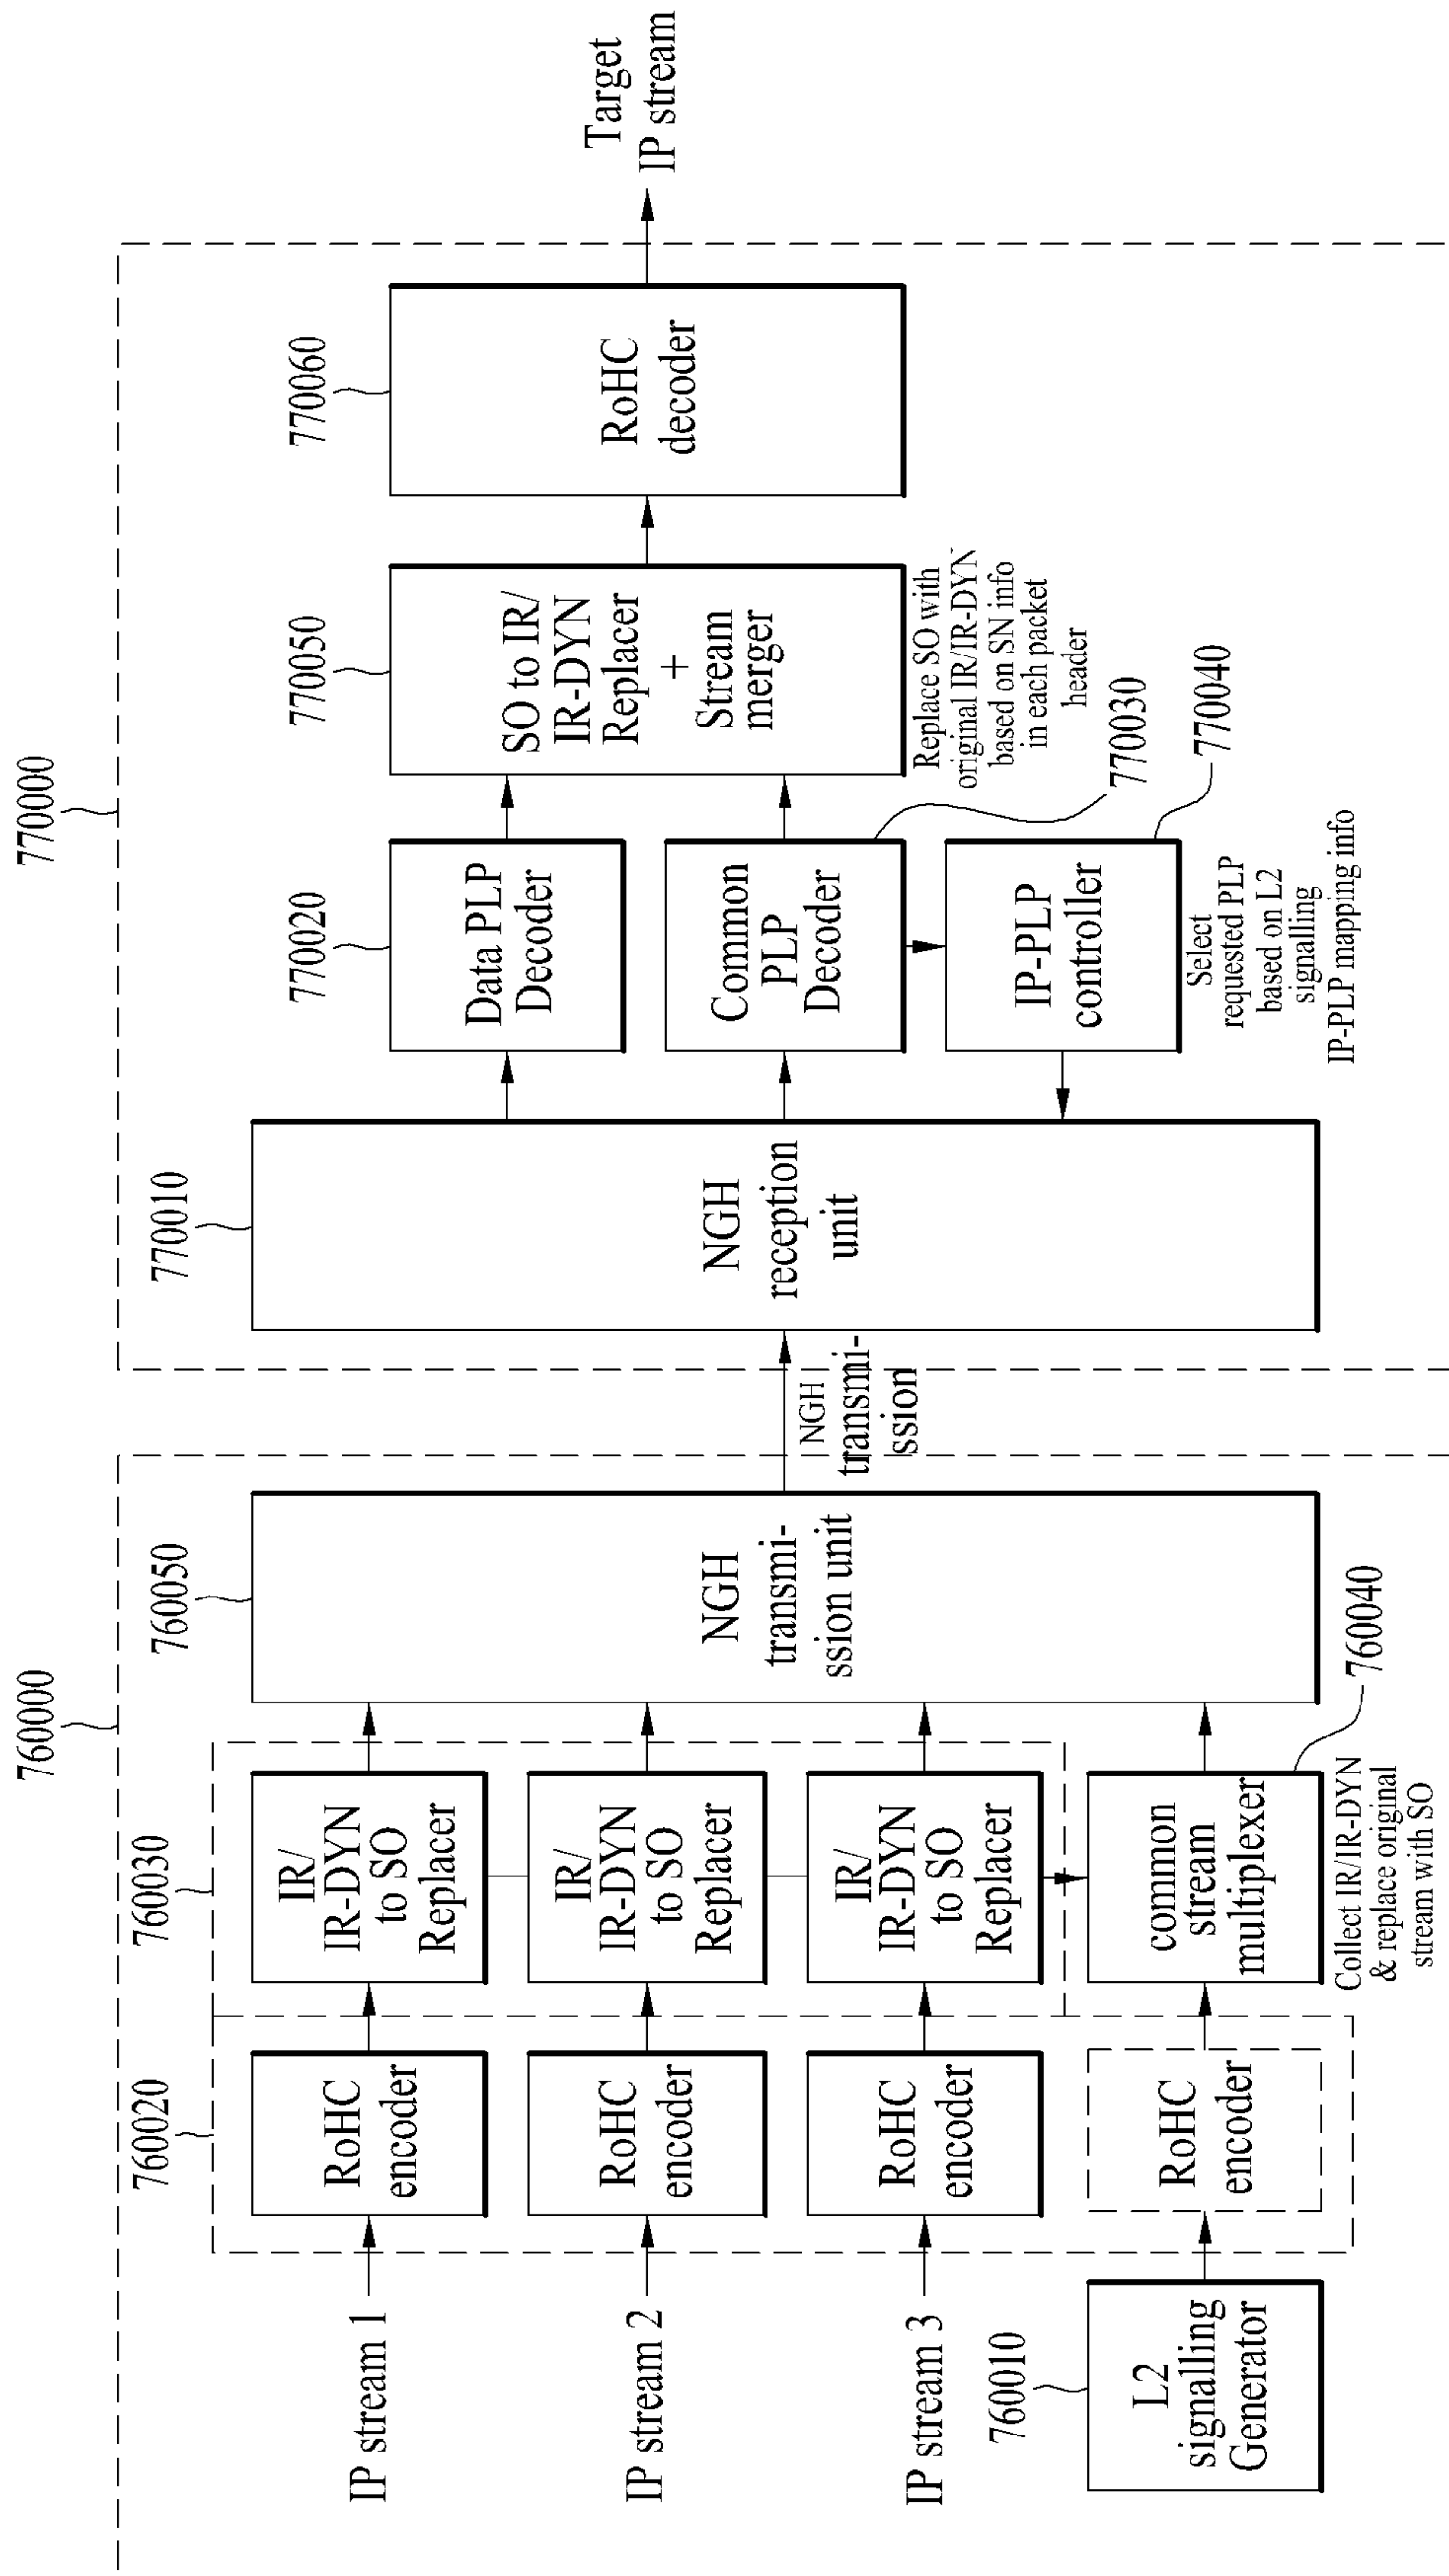 760000
IP stream 1
IP stream 2
IP stream 3
760010
L2
signalling
Generator
760020
RoHC
encoder
RoHC
encoder
RoHC
encoder
RoHC
encoder
760030
IR/
IR-DYN
to SO
Replacer
IR/
IR-DYN
to SO
Replacer
IR/
IR-DYN
to SO
Replacer
common
stream
multiplexer
760040
Collect IR/IR-DYN
& replace original
stream with SO
760050
NGH
transmi-
ssion unit
NGH
transmi-
ssion
770000
770010
NGH
reception
unit
770020
Data PLP
Decoder
Common
PLP
Decoder
770030
IP-PLP
controller
770040
Select
requested PLP
based on L2
signalling
IP-PLP mapping info
770050
SO to IR/
IR-DYN
Replacer
+
Stream
merger
Replace SO with
original IR/IR-DYN
based on SN info
in each packet
header
770060
RoHC
decoder
Target
IP stream